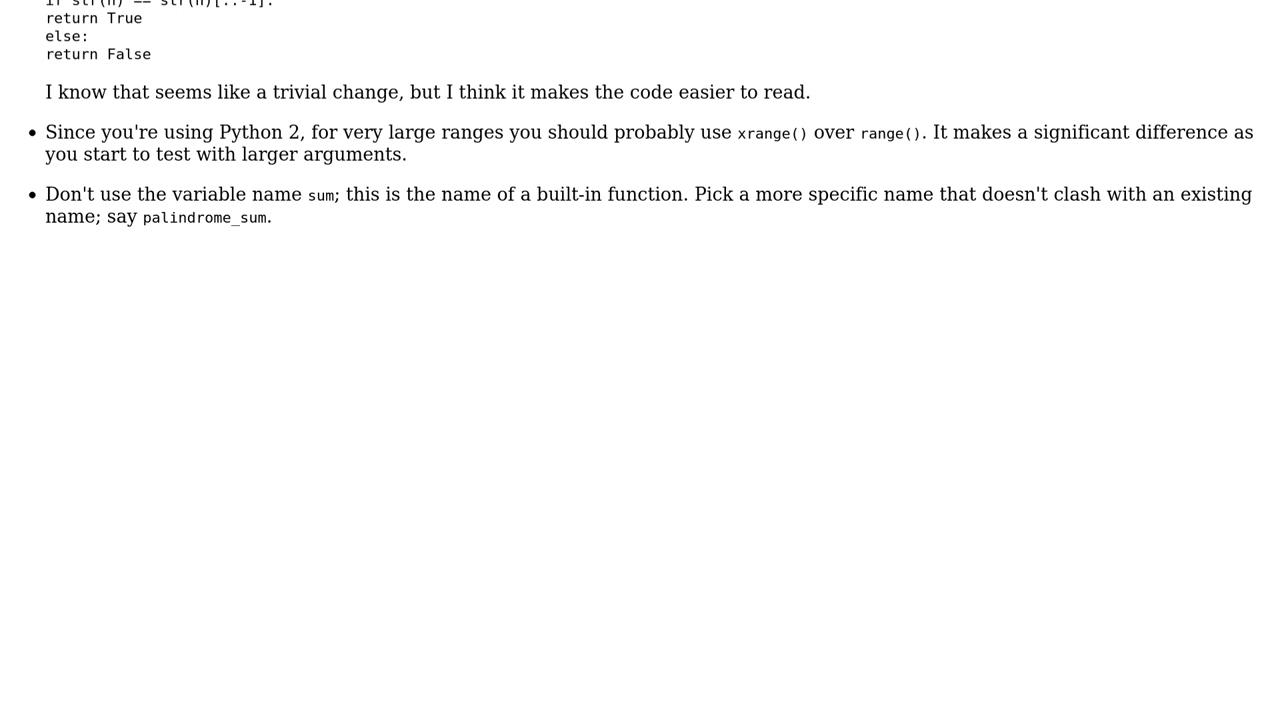 if str(n) == str(n)[::-1]:
return True
else:
return False
I know that seems like a trivial change, but I think it makes the code easier to read.
• Since you're using Python 2, for very large ranges you should probably use xrange() over range(). It makes a significant difference as
you start to test with larger arguments.
• Don't use the variable name sum; this is the name of a built-in function. Pick a more specific name that doesn't clash with an existing
name; say palindrome_sum.